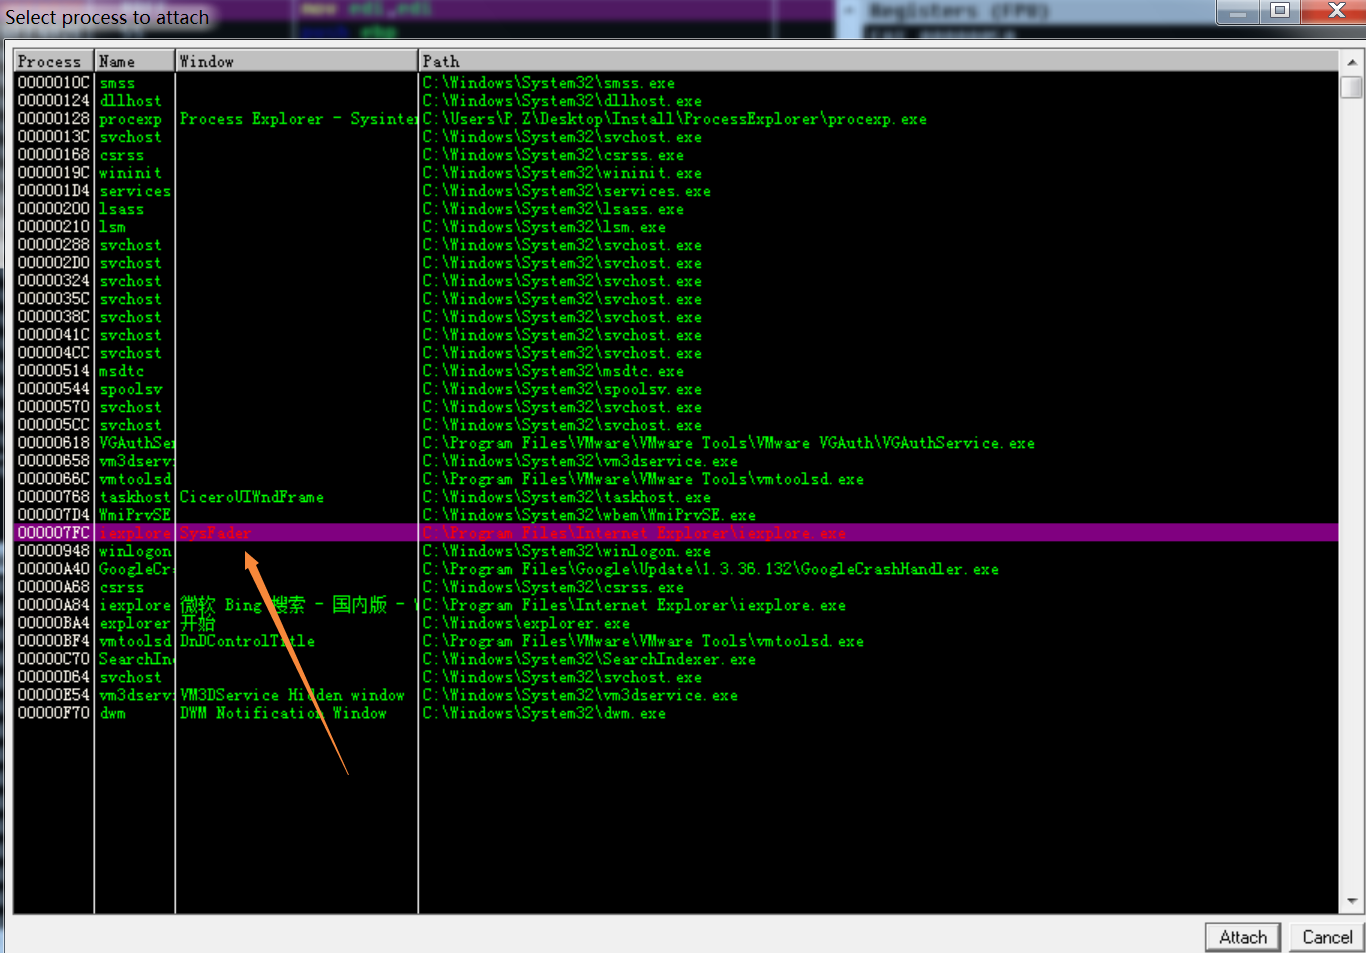 Select process to attach
mov edi,edi
push ebp
Registers (FPU)
Process Name Window Path
0000010C smss C:\Windows\System32\smss.exe
00000124 dllhost C:\Windows\System32\dllhost.exe
00000128 procexp Process Explorer - Sysinter C:\Users\P.Z\Desktop\Install\ProcessExplorer\procexp.exe
0000013C svchost C:\Windows\System32\svchost.exe
00000168 csrss C:\Windows\System32\csrss.exe
0000019C wininit C:\Windows\System32\wininit.exe
000001D4 services C:\Windows\System32\services.exe
00000200 lsass C:\Windows\System32\lsass.exe
00000210 lsm C:\Windows\System32\lsm.exe
00000288 svchost C:\Windows\System32\svchost.exe
000002D0 svchost C:\Windows\System32\svchost.exe
00000324 svchost C:\Windows\System32\svchost.exe
0000035C svchost C:\Windows\System32\svchost.exe
0000038C svchost C:\Windows\System32\svchost.exe
0000041C svchost C:\Windows\System32\svchost.exe
000004CC svchost C:\Windows\System32\svchost.exe
00000514 msdtc C:\Windows\System32\msdtc.exe
00000544 spoolsv C:\Windows\System32\spoolsv.exe
00000570 svchost C:\Windows\System32\svchost.exe
000005CC svchost C:\Windows\System32\svchost.exe
00000618 VGAuthSer C:\Program Files\VMware\VMware Tools\VMware VGAuth\VGAuthService.exe
00000658 vm3dserv C:\Windows\System32\vm3dservice.exe
0000066C vmtoolsd C:\Program Files\VMware\VMware Tools\vmtoolsd.exe
00000768 taskhost CiceroUIWndFrame C:\Windows\System32\taskhost.exe
000007D4 WmiPrvSE C:\Windows\System32\wbem\WmiPrvSE.exe
000007FC iexplore SysFader C:\Program Files\Internet Explorer\iexplore.exe
00000948 winlogon C:\Windows\System32\winlogon.exe
00000A40 GoogleCr C:\Program Files\Google\Update\1.3.36.132\GoogleCrashHandler.exe
00000A68 csrss C:\Windows\System32\csrss.exe
00000A84 iexplore 微软 Bing 搜索 - 国内版 - C:\Program Files\Internet Explorer\iexplore.exe
00000BA4 explorer 开始 C:\Windows\explorer.exe
00000BF4 vmtoolsd DnDControlTitle C:\Program Files\VMware\VMware Tools\vmtoolsd.exe
00000C70 SearchIn C:\Windows\System32\SearchIndexer.exe
00000D64 svchost C:\Windows\System32\svchost.exe
00000E54 vm3dserv VM3DService Hidden window C:\Windows\System32\vm3dservice.exe
00000F70 dwm DWM Notification Window C:\Windows\System32\dwm.exe
Attach Cancel